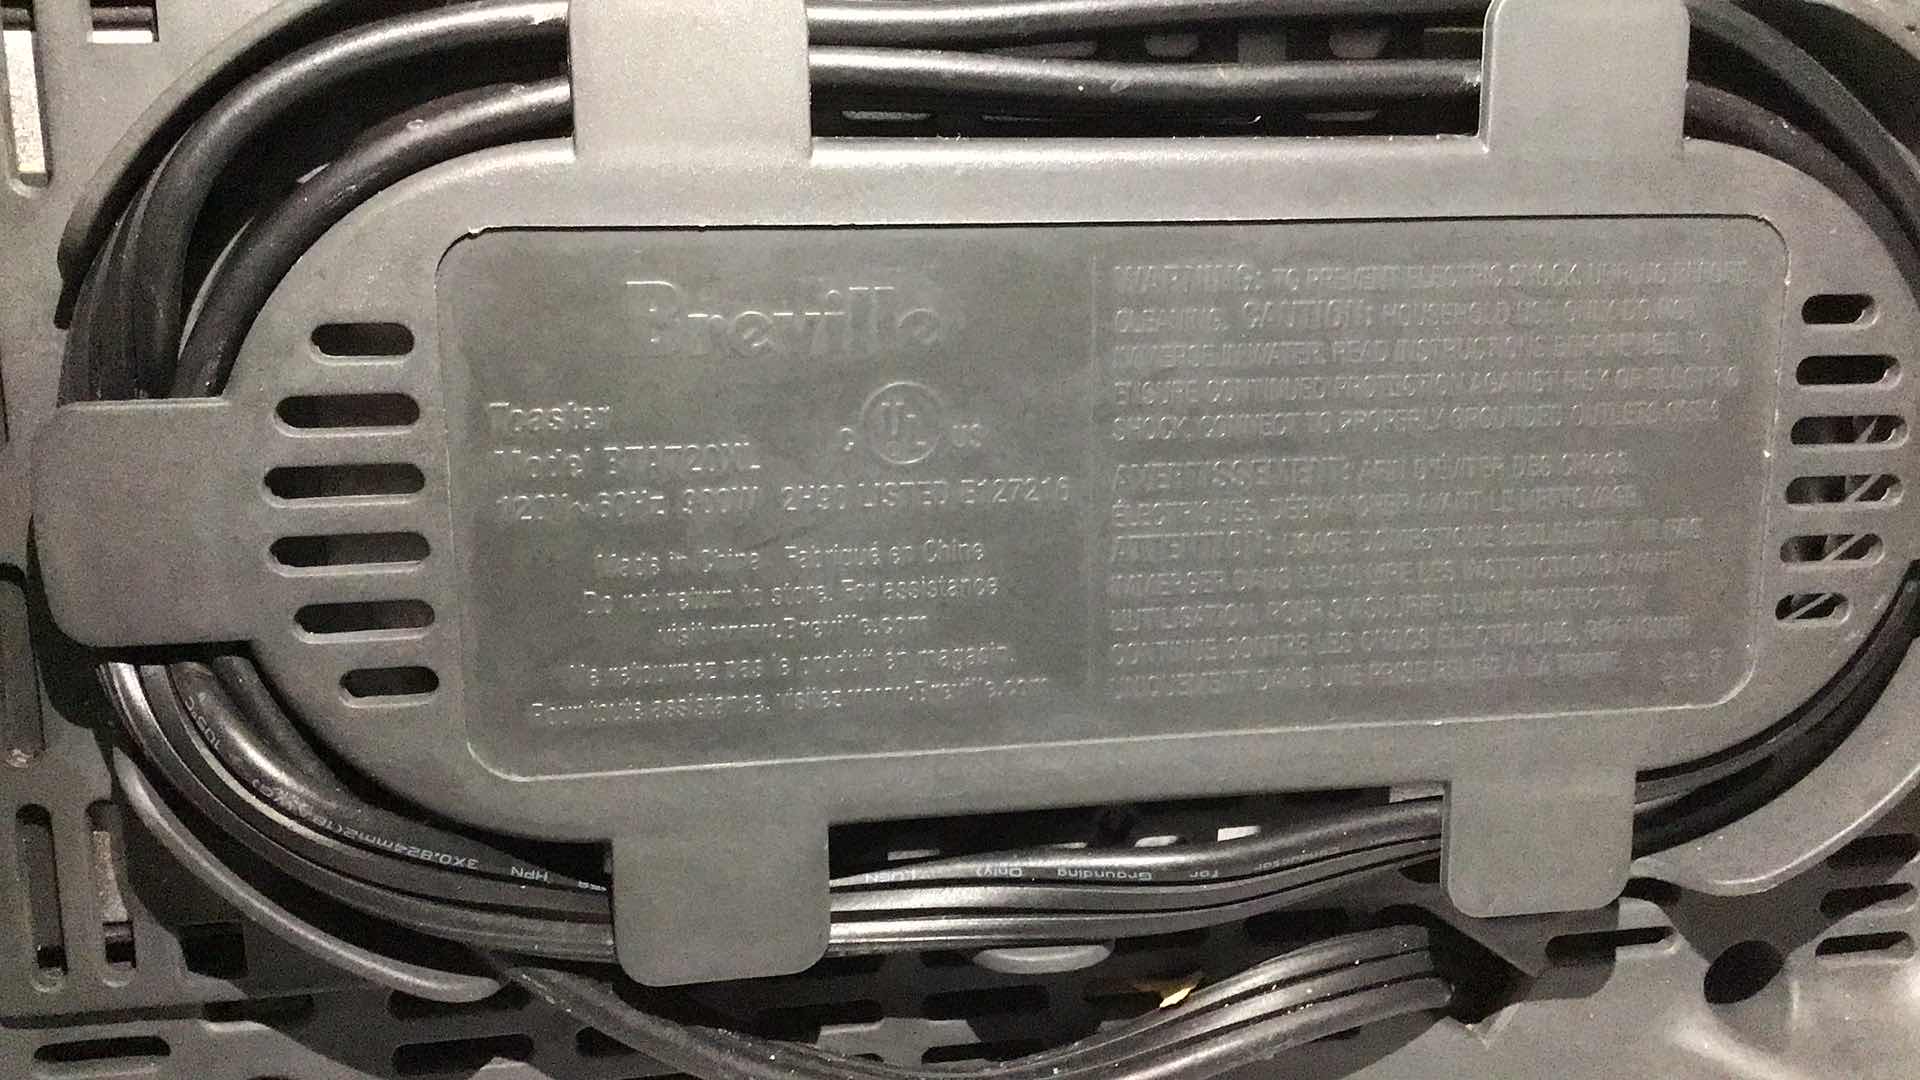 Breville
Toaster
Model BTA720XL
C UL US
120V~60Hz 900W 2H90 LISTED E127216
Made in China Fabriqué en Chine
Do not return to store. For assistance
visit www.Breville.com
Ne retournez pas le produit en magasin.
Pour toute assistance, visitez www.Breville.com
WARNING: TO PREVENT ELECTRIC SHOCK, UNPLUG BEFORE
CLEANING. CAUTION: HOUSEHOLD USE ONLY. DO NOT
IMMERSE IN WATER. READ INSTRUCTIONS BEFORE USE. TO
ENSURE CONTINUED PROTECTION AGAINST RISK OF ELECTRIC
SHOCK, CONNECT TO PROPERLY GROUNDED OUTLETS ONLY.
AVERTISSEMENT: AFIN D'ÉVITER DES CHOCS
ÉLECTRIQUES, DÉBRANCHER AVANT LE NETTOYAGE.
ATTENTION: USAGE DOMESTIQUE SEULEMENT. NE PAS
IMMERGER DANS L'EAU. LIRE LES INSTRUCTIONS AVANT
L'UTILISATION. POUR S'ASSURER D'UNE PROTECTION
CONTINUE CONTRE LES CHOCS ÉLECTRIQUES, BRANCHER
UNIQUEMENT DANS UNE PRISE RELIÉE À LA TERRE.
HPN 3X0.824mm2(18AWG)
For Grounding Only)